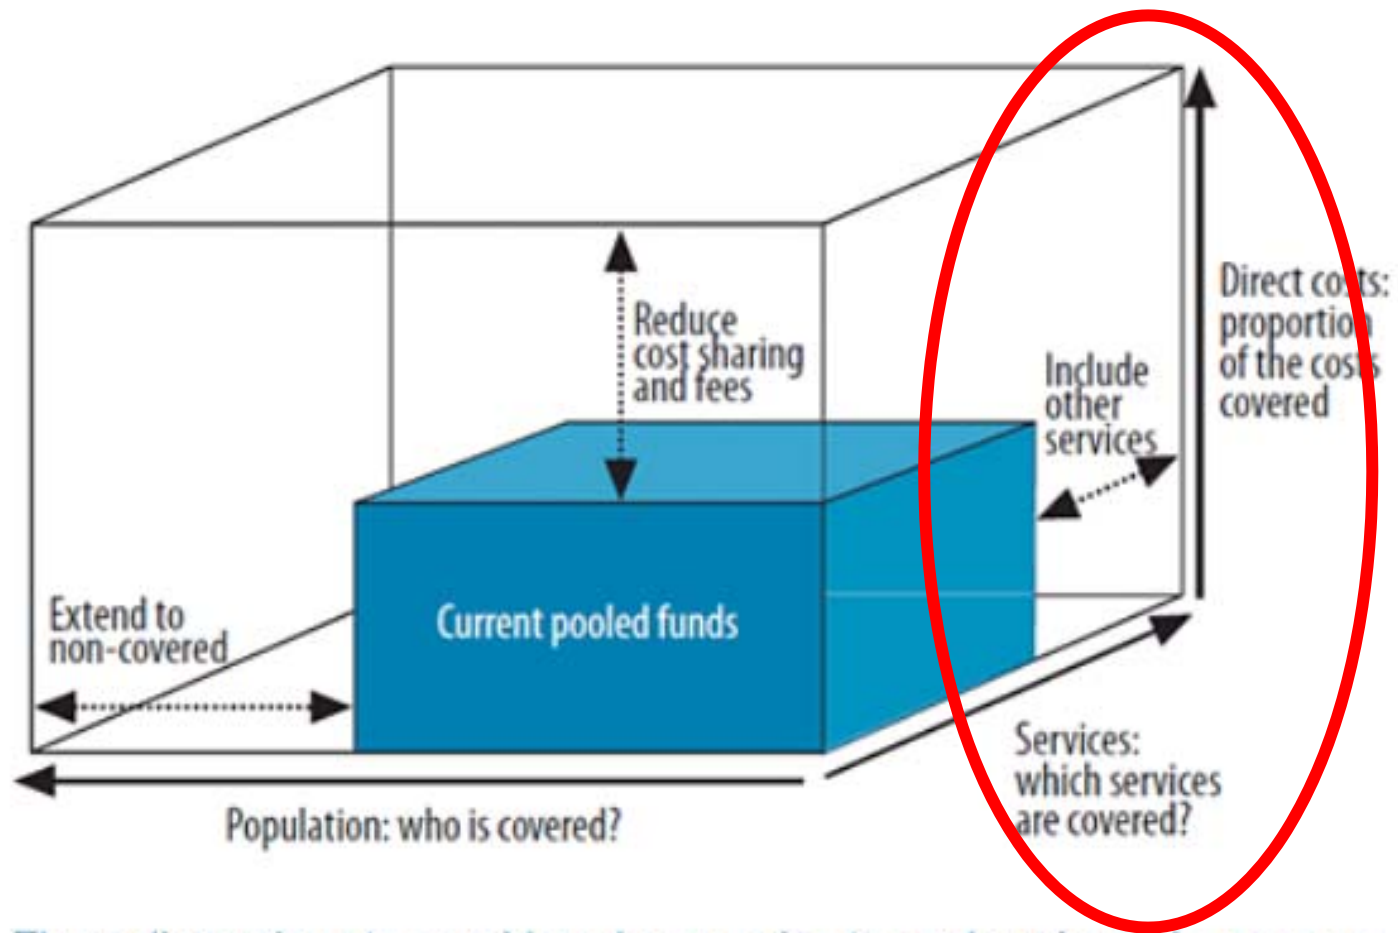 Reduce
cost sharing
and fees
Include
other
services
Direct costs:
proportion
of the costs
covered
Extend to
non-covered
Current pooled funds
Services:
which services
are covered?
Population: who is covered?